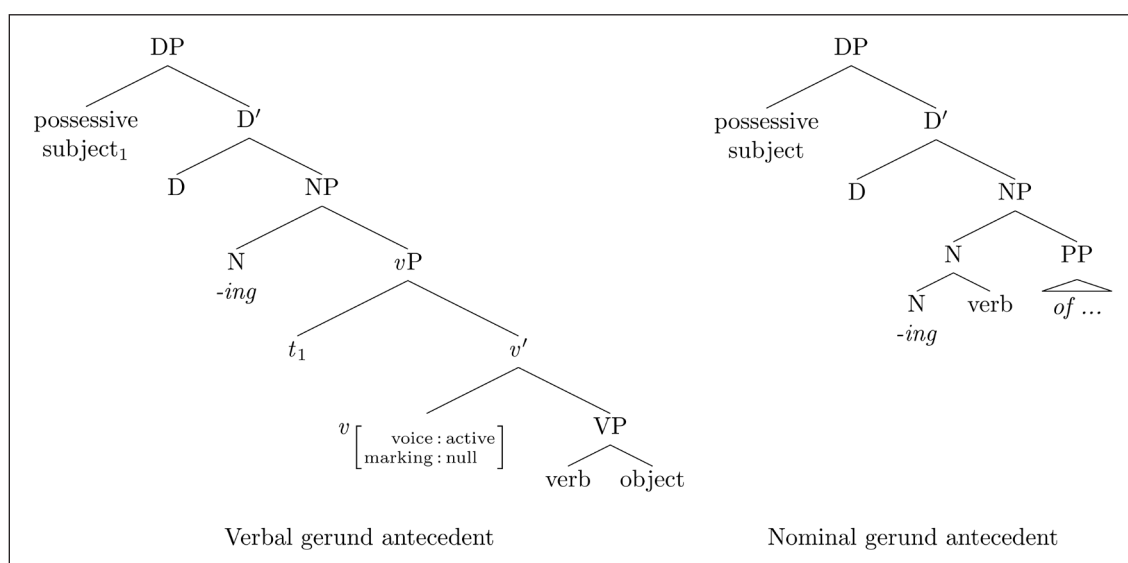 DP
possessive
subject₁
D′
D
NP
N
-ing
vP
t₁
v′
v [voice : active
marking : null]
VP
verb
object
Verbal gerund antecedent
DP
possessive
subject
D′
D
NP
N
PP
N
-ing
verb
of ...
Nominal gerund antecedent